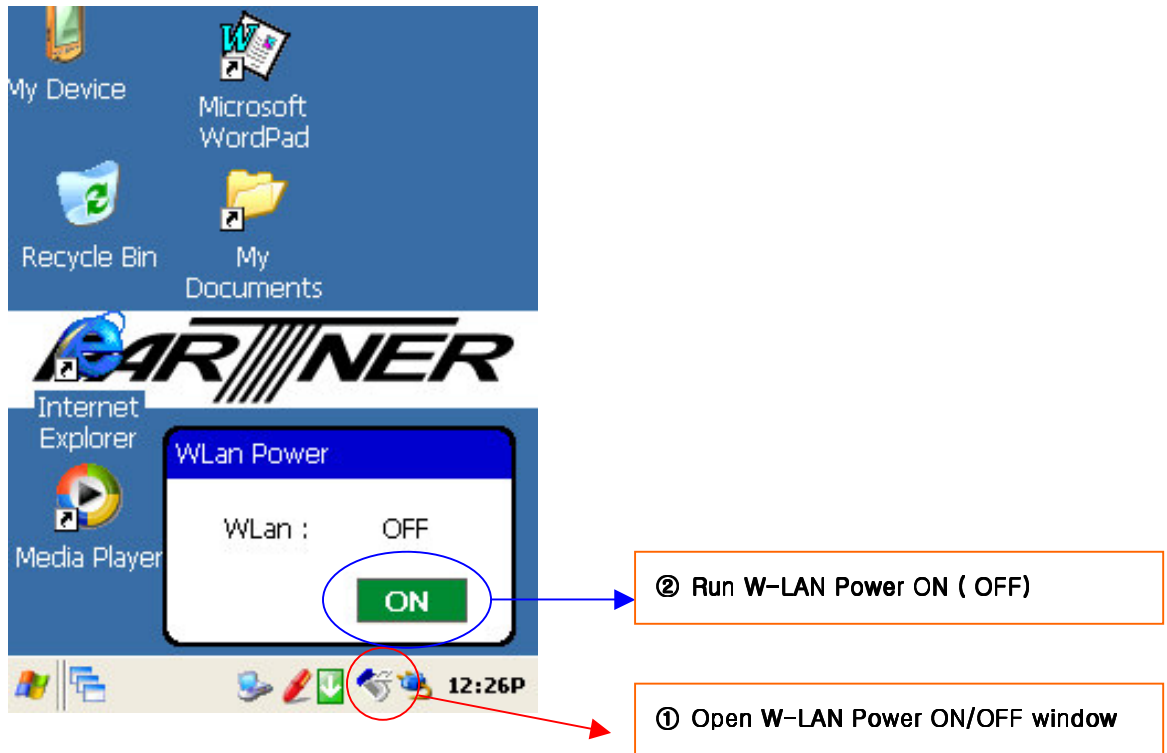 My Device
Microsoft
WordPad
Recycle Bin
My
Documents
PARTNER
Internet
Explorer
WLan Power
WLan : OFF
ON
Media Player
12:26P
② Run W-LAN Power ON ( OFF)
① Open W-LAN Power ON/OFF window